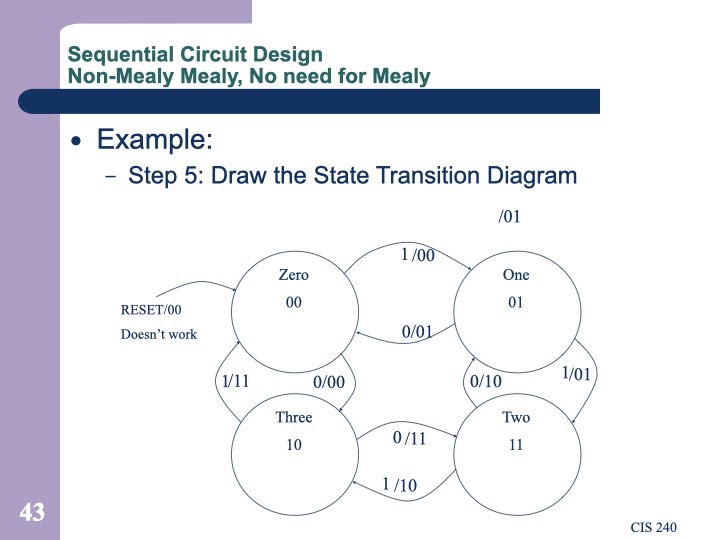 Sequential Circuit Design
Non-Mealy Mealy, No need for Mealy
• Example:
– Step 5: Draw the State Transition Diagram
/01
1 /00
Zero
00
One
01
RESET/00
Doesn't work
0/01
1/11
0/00
0/10
1/01
Three
10
Two
11
0 /11
1 /10
43
CIS 240